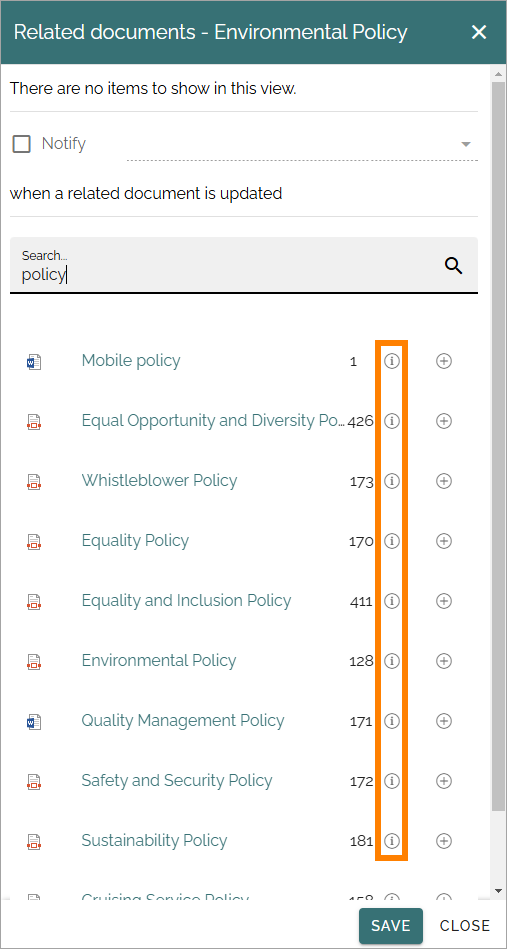 Related documents - Environmental Policy
There are no items to show in this view.
Notify
when a related document is updated
Search...
policy
Mobile policy 1
Equal Opportunity and Diversity Po... 426
Whistleblower Policy 173
Equality Policy 170
Equality and Inclusion Policy 411
Environmental Policy 128
Quality Management Policy 171
Safety and Security Policy 172
Sustainability Policy 181
Cruising Service Policy 158
SAVE CLOSE